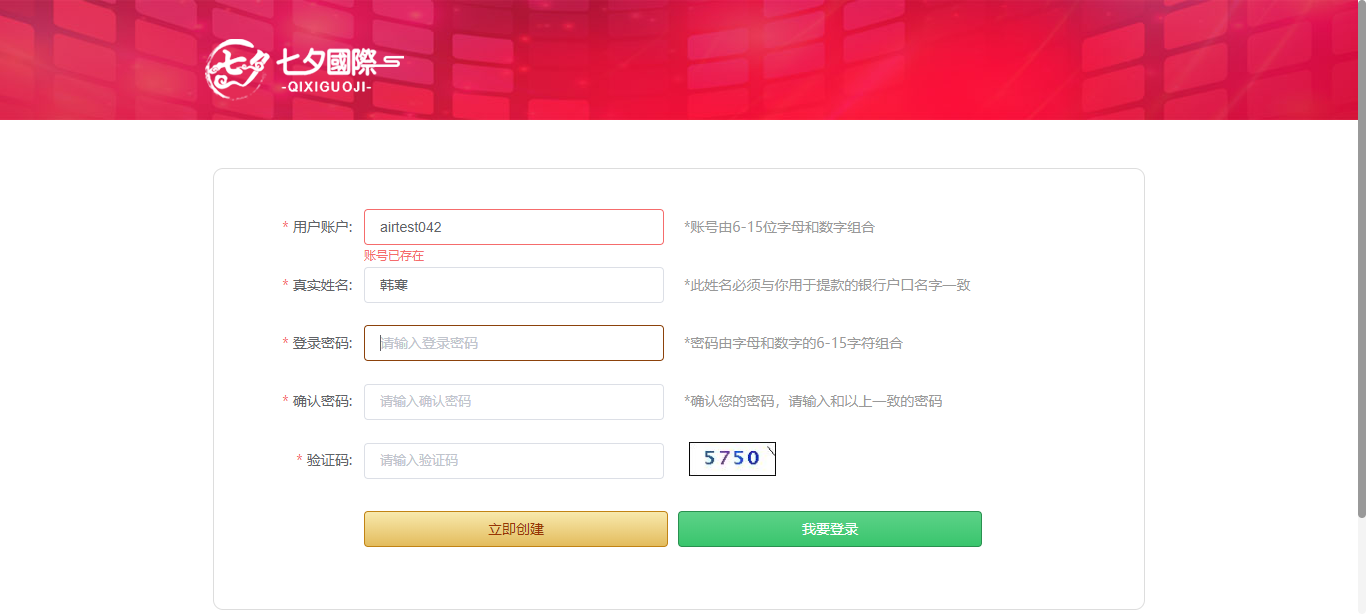 七夕
七夕國際
-QIXIGUOJI-
* 用户账户: airtest042 *账号由6-15位字母和数字组合
账号已存在
* 真实姓名: 韩寒 *此姓名必须与你用于提款的银行户口名字一致
* 登录密码: 请输入登录密码 *密码由字母和数字的6-15字符组合
* 确认密码: 请输入确认密码 *确认您的密码，请输入和以上一致的密码
* 验证码: 请输入验证码 5750
立即创建 我要登录